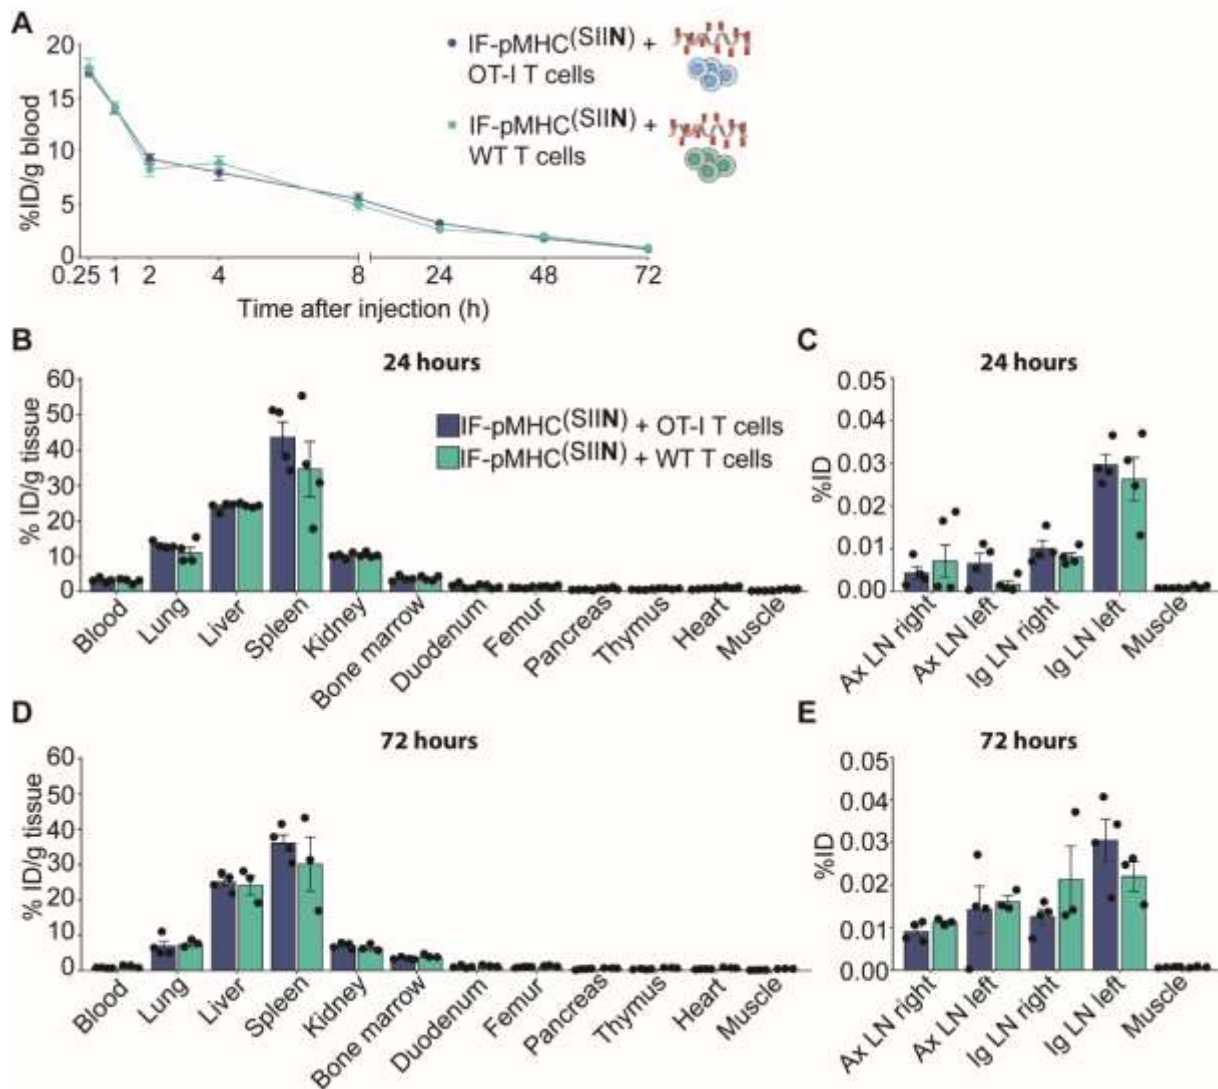 A
20
15
10
5
0
%ID/g blood
0.25 1 2 4 8 24 48 72
Time after injection (h)
IF-pMHC(SIIN) +
OT-I T cells
IF-pMHC(SIIN) +
WT T cells
B
24 hours
60
50
40
30
20
10
0
% ID/g tissue
IF-pMHC(SIIN) + OT-I T cells
IF-pMHC(SIIN) + WT T cells
Blood
Lung
Liver
Spleen
Kidney
Bone marrow
Duodenum
Femur
Pancreas
Thymus
Heart
Muscle
C
24 hours
0.05
0.04
0.03
0.010
0.005
0.000
%ID
Ax LN right
Ax LN left
Ig LN right
Ig LN left
Muscle
D
72 hours
60
50
40
30
20
10
0
% ID/g tissue
Blood
Lung
Liver
Spleen
Kidney
Bone marrow
Duodenum
Femur
Pancreas
Thymus
Heart
Muscle
E
72 hours
0.05
0.04
0.03
0.02
0.01
0.00
%ID
Ax LN right
Ax LN left
Ig LN right
Ig LN left
Muscle